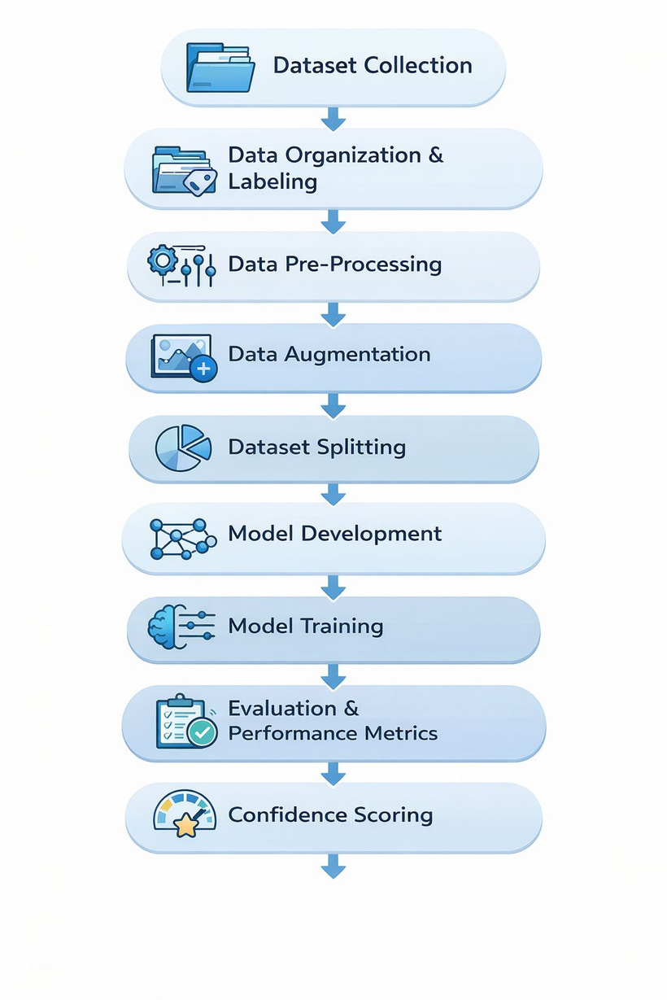 Dataset Collection
Data Organization &
Labeling
Data Pre-Processing
Data Augmentation
Dataset Splitting
Model Development
Model Training
Evaluation &
Performance Metrics
Confidence Scoring